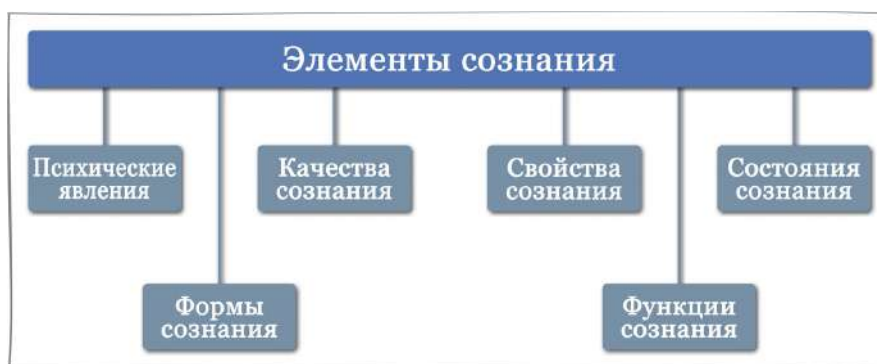 Элементы сознания
Психические
явления
Качества
сознания
Свойства
сознания
Состояния
сознания
Формы
сознания
Функции
сознания